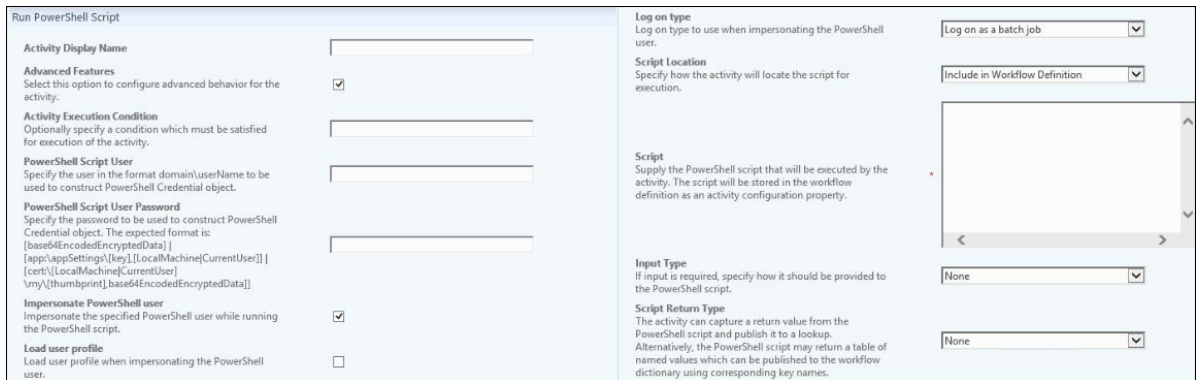 Run PowerShell Script
Activity Display Name
Advanced Features
Select this option to configure advanced behavior for the
activity.
Activity Execution Condition
Optionally specify a condition which must be satisfied
for execution of the activity.
PowerShell Script User
Specify the user in the format domain\userName to be
used to construct PowerShell Credential object.
PowerShell Script User Password
Specify the password to be used to construct PowerShell
Credential object. The expected format is:
[base64EncodedEncryptedData] |
[app:\appSettings\[key],[LocalMachine|CurrentUser]] |
[cert:\[LocalMachine|CurrentUser]
\my\[thumbprint],base64EncodedEncryptedData]]
Impersonate PowerShell user
Impersonate the specified PowerShell user while running
the PowerShell script.
Load user profile
Load user profile when impersonating the PowerShell
user.
Log on type
Log on type to use when impersonating the PowerShell
user.
Log on as a batch job
Script Location
Specify how the activity will locate the script for
execution.
Include in Workflow Definition
Script
Supply the PowerShell script that will be executed by the
activity. The script will be stored in the workflow
definition as an activity configuration property.
*
Input Type
If input is required, specify how it should be provided to
the PowerShell script.
None
Script Return Type
The activity can capture a return value from the
PowerShell script and publish it to a lookup.
Alternatively, the PowerShell script may return a table of
named values which can be published to the workflow
dictionary using corresponding key names.
None